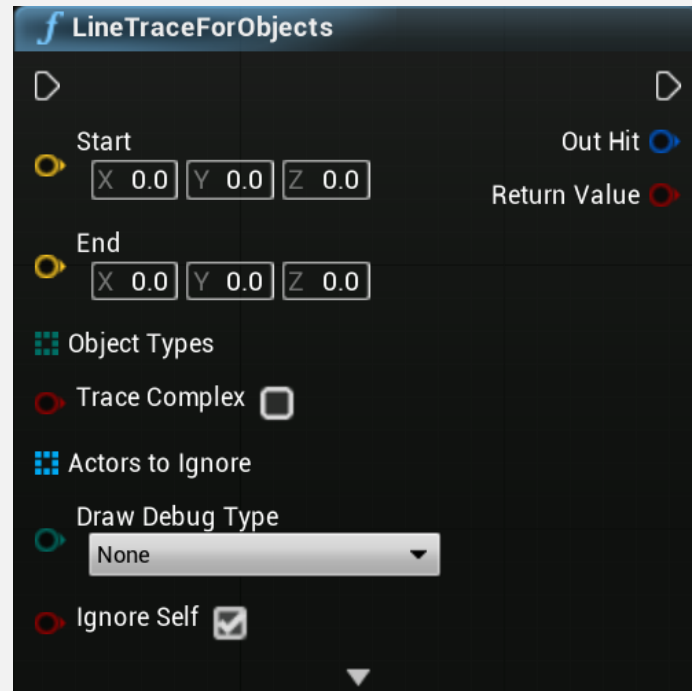 f LineTraceForObjects
Start
Out Hit
X 0.0 Y 0.0 Z 0.0
Return Value
End
X 0.0 Y 0.0 Z 0.0
Object Types
Trace Complex
Actors to Ignore
Draw Debug Type
None
Ignore Self